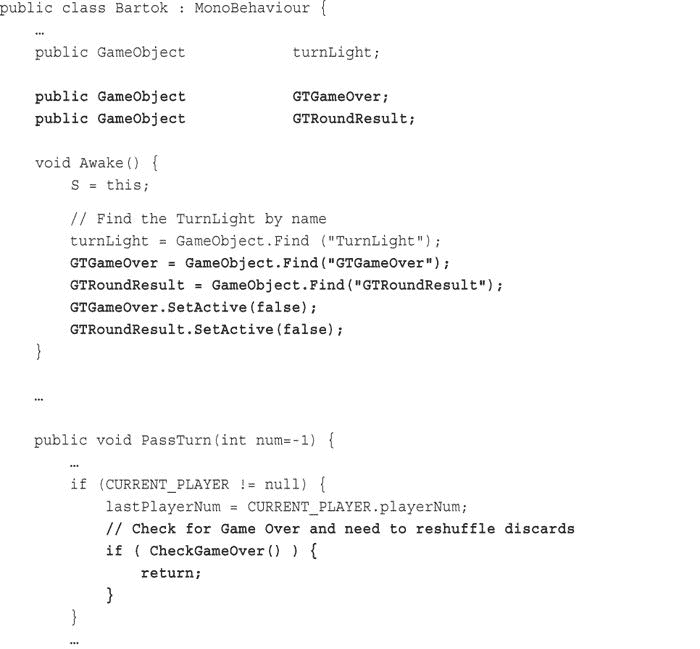 public class Bartok : MonoBehaviour {
…
public GameObject turnLight;
public GameObject GTGameOver;
public GameObject GTRoundResult;
void Awake() {
S = this;
// Find the TurnLight by name
turnLight = GameObject.Find ("TurnLight");
GTGameOver = GameObject.Find("GTGameOver");
GTRoundResult = GameObject.Find("GTRoundResult");
GTGameOver.SetActive(false);
GTRoundResult.SetActive(false);
}
…
public void PassTurn(int num=-1) {
…
if (CURRENT_PLAYER != null) {
lastPlayerNum = CURRENT_PLAYER.playerNum;
// Check for Game Over and need to reshuffle discards
if ( CheckGameOver() ) {
return;
}
}
…